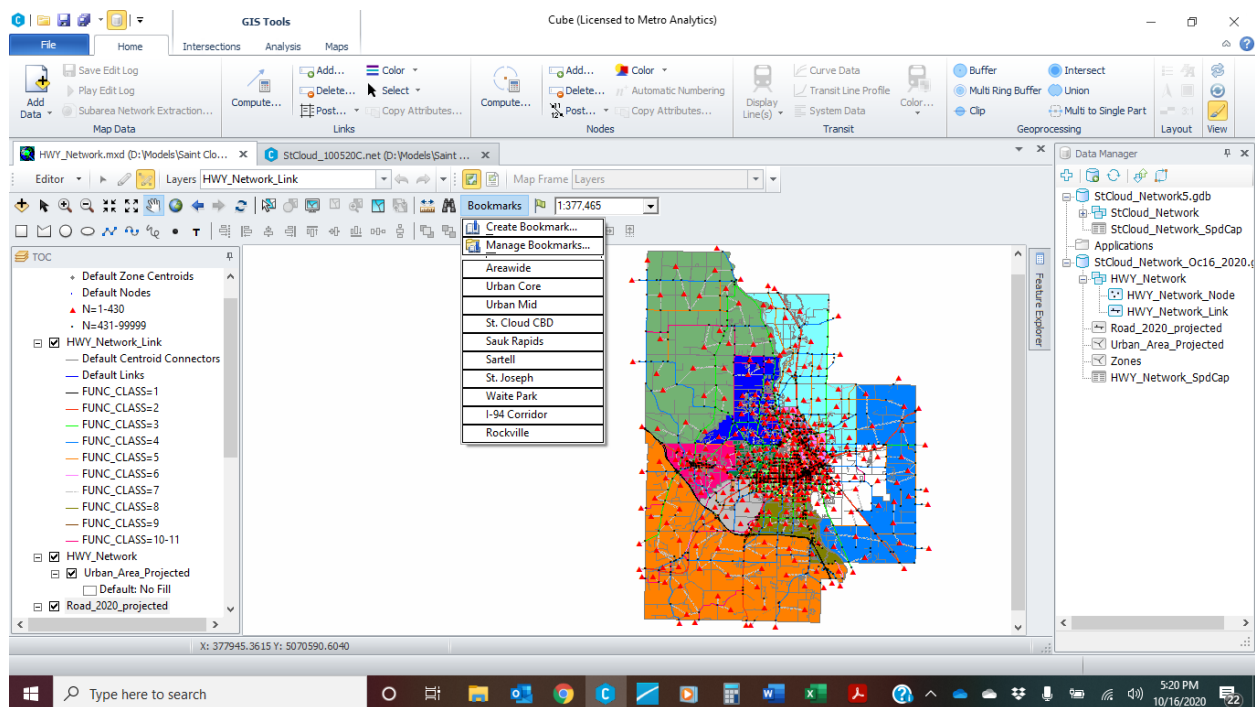 GIS Tools
Cube (Licensed to Metro Analytics)
File
Home
Intersections
Analysis
Maps
Add Data
Save Edit Log
Play Edit Log
Subarea Network Extraction...
Map Data
Compute...
Add...
Delete...
Post...
Color
Select
Copy Attributes...
Links
Compute...
Add...
Delete...
Post...
Color
Automatic Numbering
Copy Attributes...
Nodes
Display Line(s)
Curve Data
Transit Line Profile
System Data
Color...
Transit
Buffer
Multi Ring Buffer
Clip
Intersect
Union
Multi to Single Part
Geoprocessing
Layout
View
HWY_Network.mxd (D:\Models\Saint Clo...
StCloud_100520C.net (D:\Models\Saint ...
Editor
Layers HWY_Network_Link
Map Frame Layers
Bookmarks
1:377,465
Create Bookmark...
Manage Bookmarks...
Areawide
Urban Core
Urban Mid
St. Cloud CBD
Sauk Rapids
Sartell
St. Joseph
Waite Park
I-94 Corridor
Rockville
TOC
Default Zone Centroids
Default Nodes
N=1-430
N=431-99999
HWY_Network_Link
Default Centroid Connectors
Default Links
FUNC_CLASS=1
FUNC_CLASS=2
FUNC_CLASS=3
FUNC_CLASS=4
FUNC_CLASS=5
FUNC_CLASS=6
FUNC_CLASS=7
FUNC_CLASS=8
FUNC_CLASS=9
FUNC_CLASS=10-11
HWY_Network
Urban_Area_Projected
Default: No Fill
Road_2020_projected
Feature Explorer
Data Manager
StCloud_Network5.gdb
StCloud_Network
StCloud_Network_SpdCap
Applications
StCloud_Network_Oct16_2020.g
HWY_Network
HWY_Network_Node
HWY_Network_Link
Road_2020_projected
Urban_Area_Projected
Zones
HWY_Network_SpdCap
X: 377945.3615 Y: 5070590.6040
Type here to search
5:20 PM
10/16/2020
22